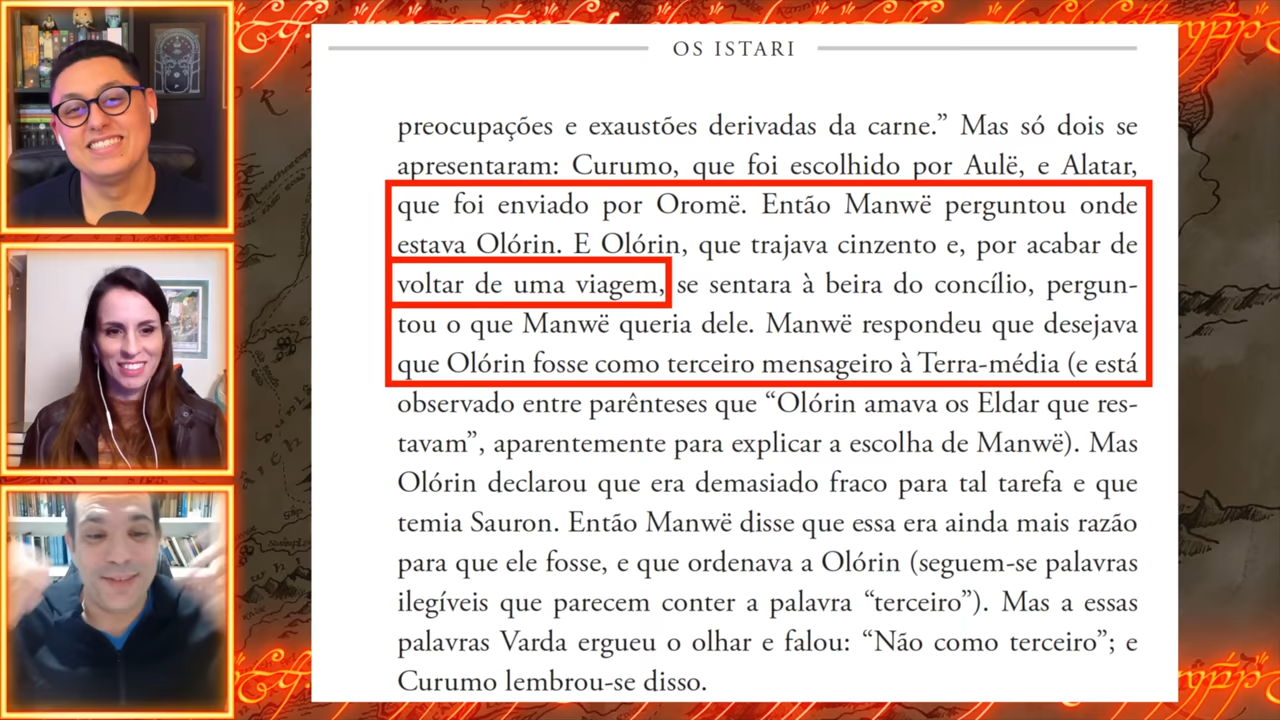 OS ISTARI
preocupações e exaustões derivadas da carne.” Mas só dois se
apresentaram: Curumo, que foi escolhido por Aulë, e Alatar,
que foi enviado por Oromë. Então Manwë perguntou onde
estava Olórin. E Olórin, que trajava cinzento e, por acabar de
voltar de uma viagem, se sentara à beira do concílio, pergun-
tou o que Manwë queria dele. Manwë respondeu que desejava
que Olórin fosse como terceiro mensageiro à Terra-média (e está
observado entre parênteses que “Olórin amava os Eldar que res-
tavam”, aparentemente para explicar a escolha de Manwë). Mas
Olórin declarou que era demasiado fraco para tal tarefa e que
temia Sauron. Então Manwë disse que essa era ainda mais razão
para que ele fosse, e que ordenava a Olórin (seguem-se palavras
ilegíveis que parecem conter a palavra “terceiro”). Mas a essas
palavras Varda ergueu o olhar e falou: “Não como terceiro”; e
Curumo lembrou-se disso.